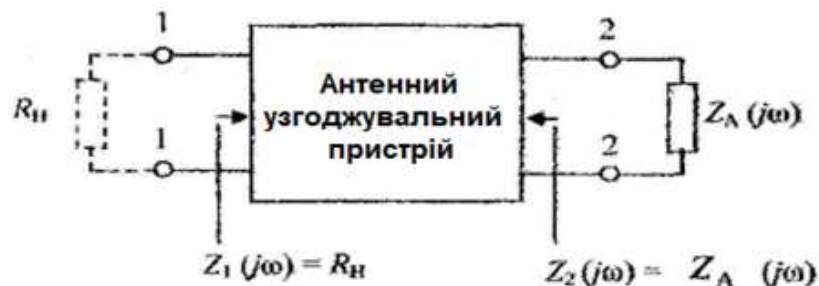 1
2
R_H
Антенний
узгоджувальний
пристрій
Z_A (jω)
1
2
Z_1 (jω) = R_H
Z_2 (jω) = Z_A (jω)